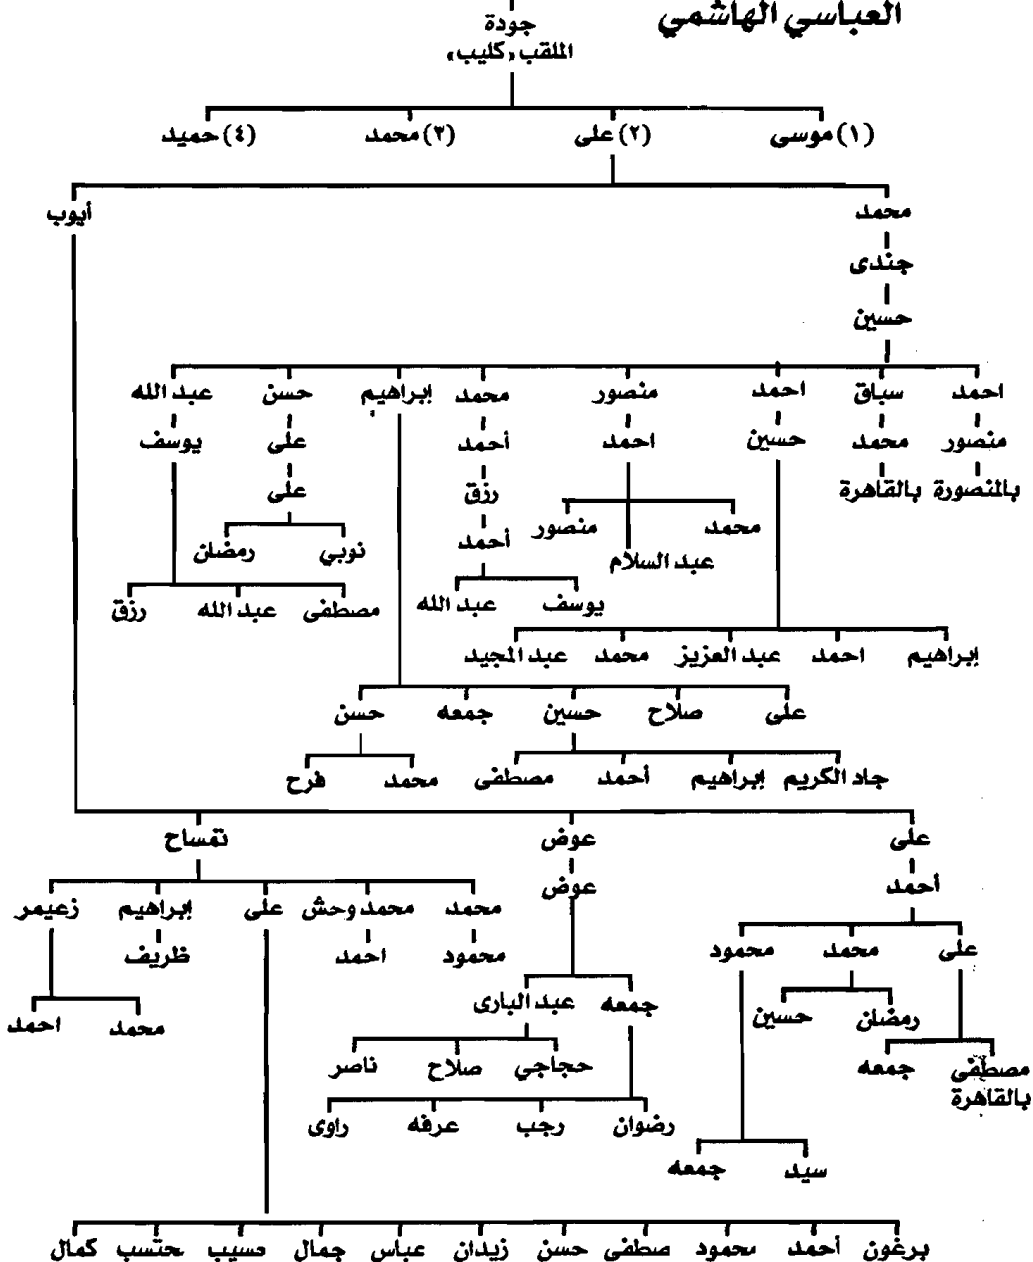 العباسي الهاشمي
جودة
الملقب "كليب"
(١) موسى (٢) على (٣) محمد (٤) حميد
محمد أيوب
جندى
حسين
احمد سباق احمد منصور محمد إبراهيم حسن عبد الله
منصور محمد حسين احمد أحمد على يوسف
بالمنصورة بالقاهرة رزق على
محمد منصور أحمد نوبي رمضان
عبد السلام
يوسف عبد الله مصطفى عبد الله رزق
إبراهيم احمد عبد العزيز محمد عبد المجيد
على صلاح حسين جمعه حسن
جاد الكريم إبراهيم أحمد مصطفى محمد فرح
على عوض تمساح
أحمد عوض
محمد محمد وحش على إبراهيم زعيمر
على محمد محمود محمود احمد ظريف
جمعه عبد البارى
رمضان حسين محمد احمد
مصطفى جمعه حجاجي صلاح ناصر
بالقاهرة
رضوان رجب عرفه راوى
سيد جمعه
برغون أحمد محمود صطفى حسن زيدان عباس جمال حسيب حتسب كمال